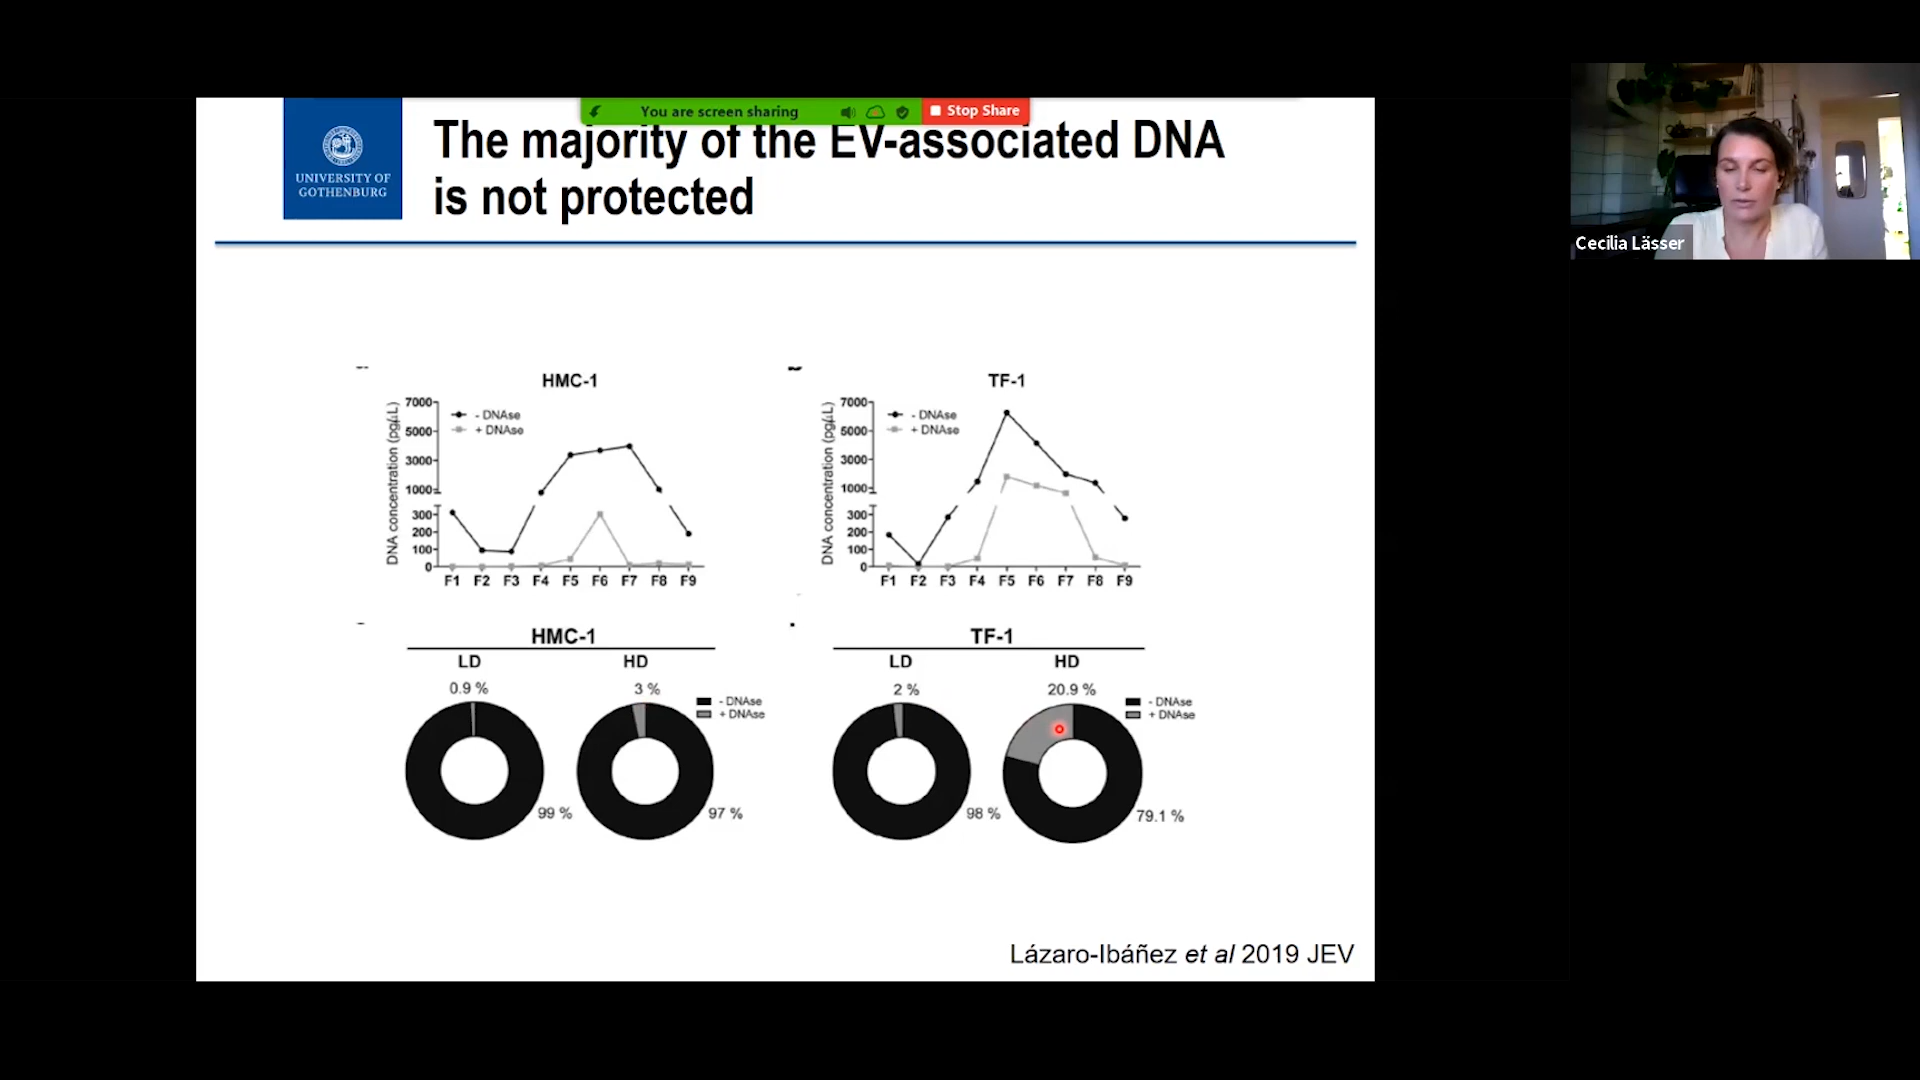 You are screen sharing
Stop Share
UNIVERSITY OF
GOTHENBURG
The majority of the EV-associated DNA
is not protected
Cecilia Lässer
HMC-1
DNA concentration (pg/µL)
7000
5000
3000
1000
300
200
100
0
- DNAse
+ DNAse
F1 F2 F3 F4 F5 F6 F7 F8 F9
TF-1
DNA concentration (pg/µL)
7000
5000
3000
1000
300
200
100
0
- DNAse
+ DNAse
F1 F2 F3 F4 F5 F6 F7 F8 F9
HMC-1
LD HD
0.9 % 3 %
- DNAse
+ DNAse
99 % 97 %
TF-1
LD HD
2 % 20.9 %
- DNAse
+ DNAse
98 % 79.1 %
Lázaro-Ibáñez et al 2019 JEV